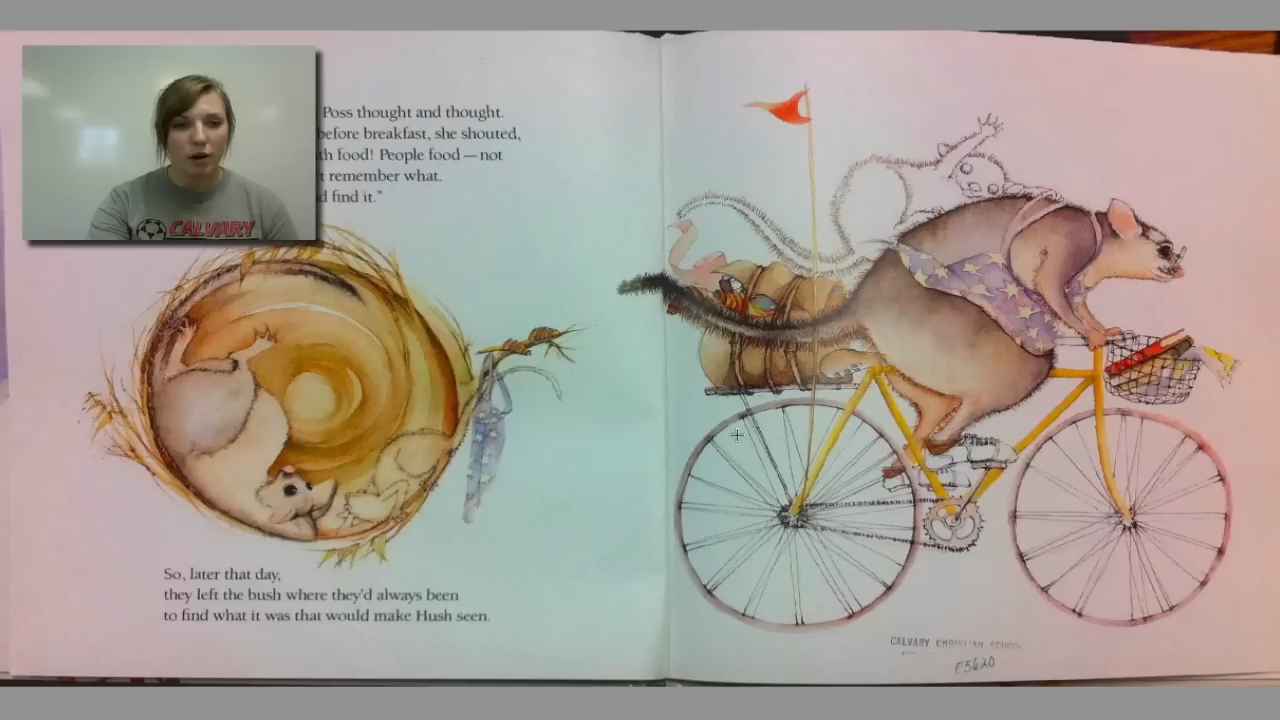 CALVARY
Poss thought and thought.
before breakfast, she shouted,
food! People food — not
remember what.
find it."
So, later that day,
they left the bush where they'd always been
to find what it was that would make Hush seen.
CALVARY CHRISTIAN SCHOOL
E5620